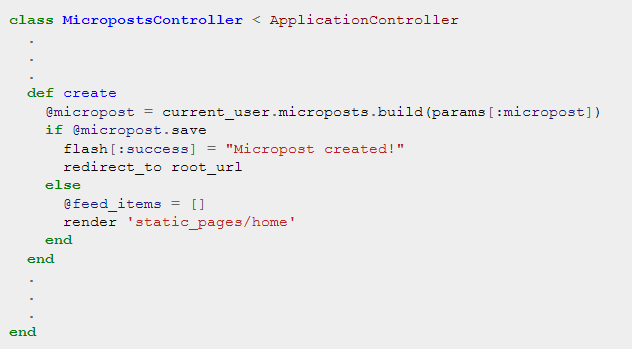 class MicropostsController < ApplicationController
  .
  .
  .
  def create
    @micropost = current_user.microposts.build(params[:micropost])
    if @micropost.save
      flash[:success] = "Micropost created!"
      redirect_to root_url
    else
      @feed_items = []
      render 'static_pages/home'
    end
  end
  .
  .
  .
end